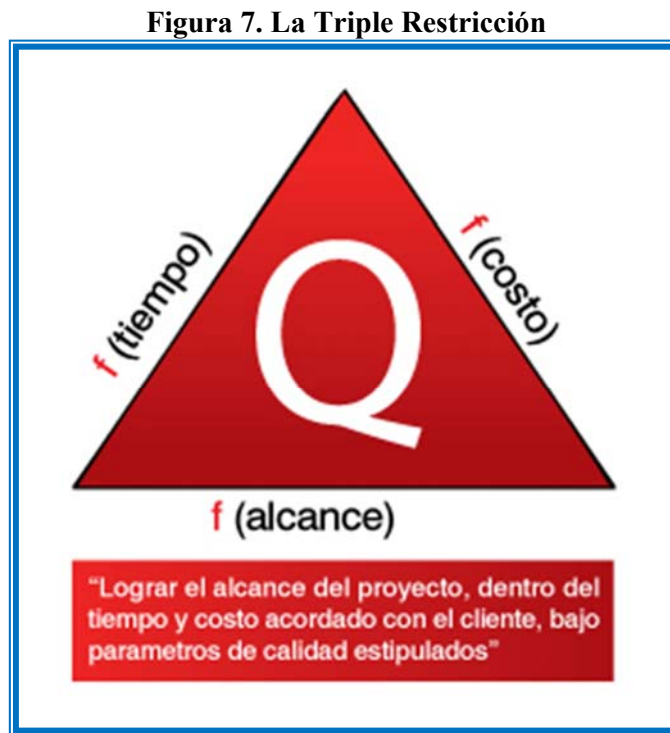 Figura 7. La Triple Restricción
f (tiempo)
f (costo)
Q
f (alcance)
“Lograr el alcance del proyecto, dentro del
tiempo y costo acordado con el cliente, bajo
parametros de calidad estipulados”